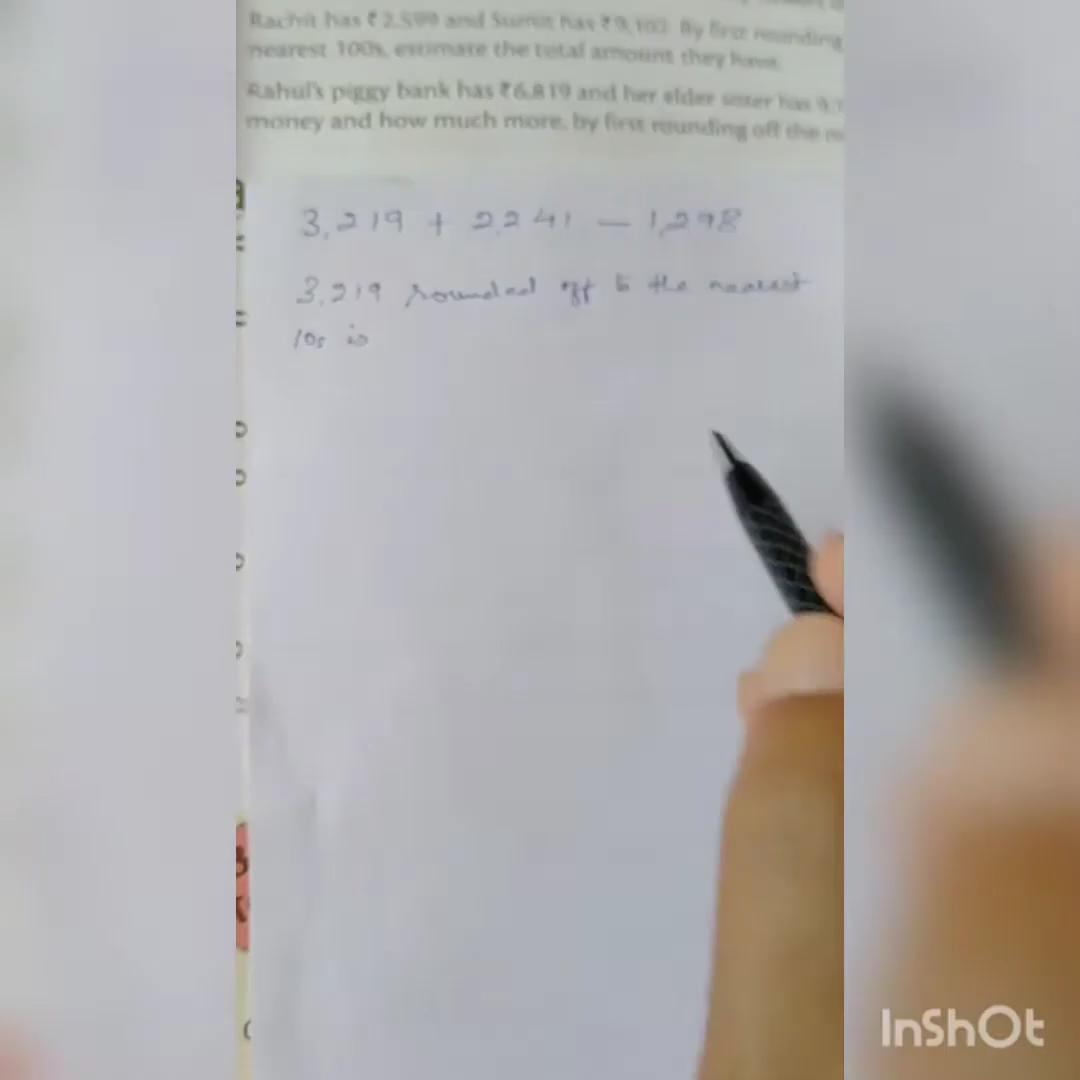 Rachit has ₹2,599 and Sumit has ₹9,102. By first rounding
nearest 100s, estimate the total amount they have.
Rahul's piggy bank has ₹6,819 and her elder sister has
money and how much more, by first rounding off the
3,219 + 2,241 - 1,298
3,219 rounded off to the nearest
10s is
InShOt